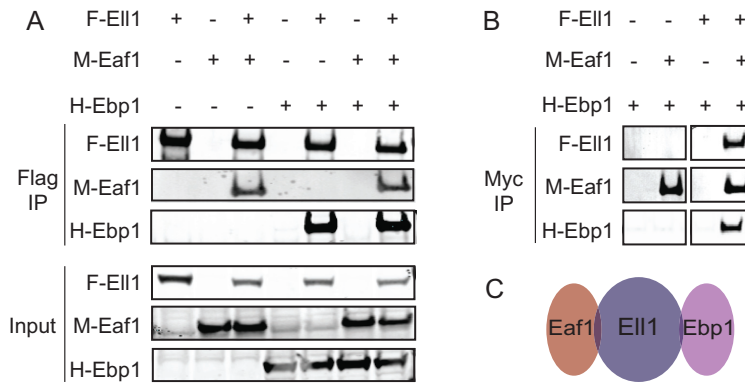 A
F-Ell1 + - + - + - +
M-Eaf1 - + + - - + +
H-Ebp1 - - - + + + +
Flag IP
F-Ell1
M-Eaf1
H-Ebp1
Input
F-Ell1
M-Eaf1
H-Ebp1
B
F-Ell1 - - + +
M-Eaf1 - + - +
H-Ebp1 + + + +
Myc IP
F-Ell1
M-Eaf1
H-Ebp1
C
Eaf1 Ell1 Ebp1